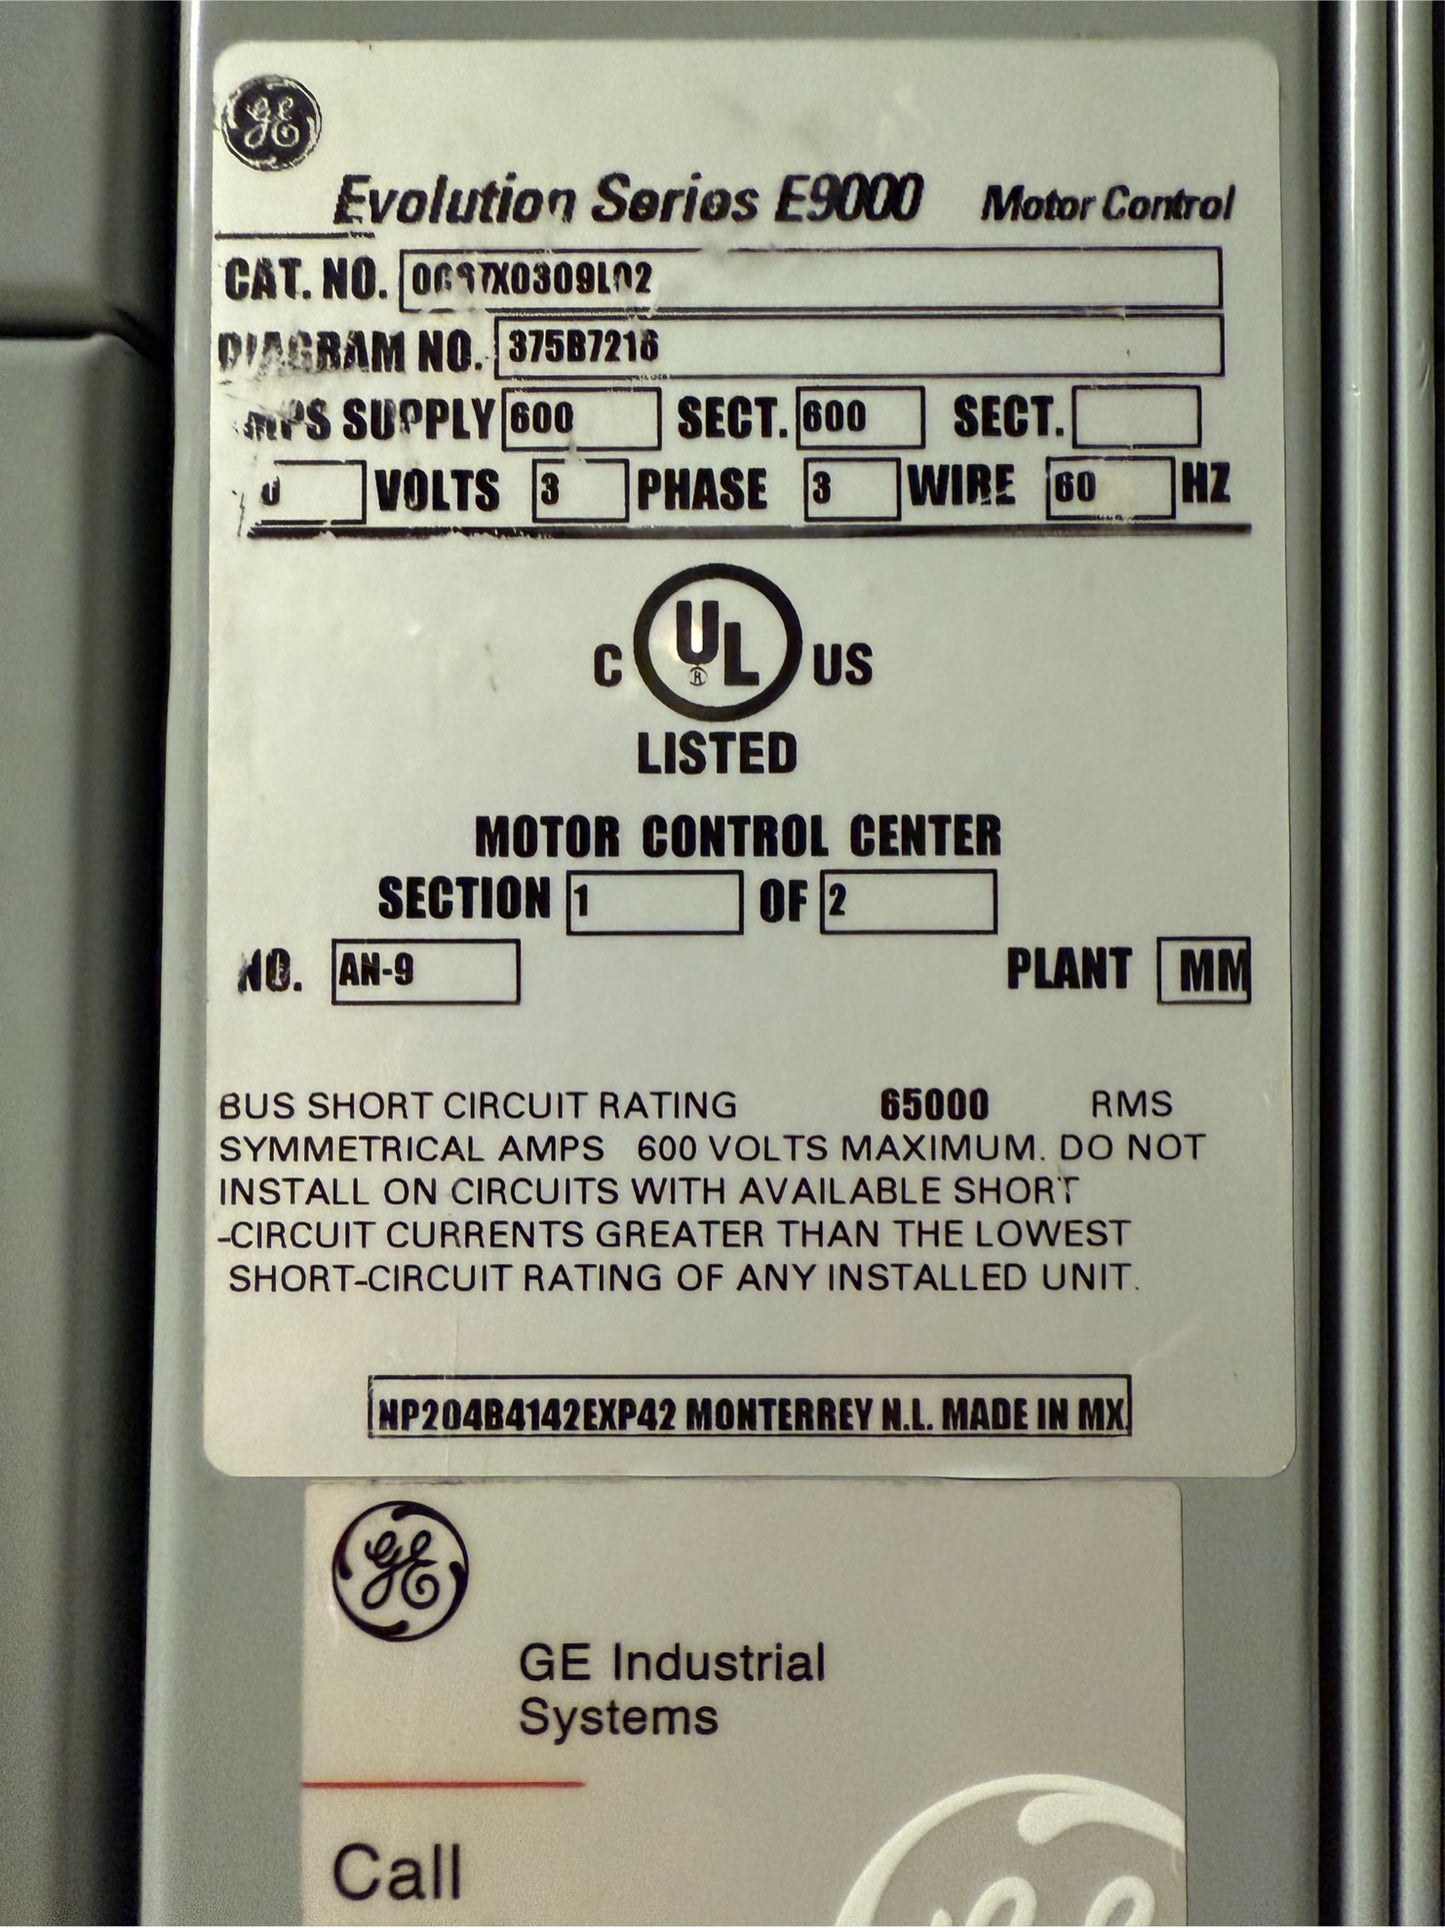 GE
Evolution Series E9000 Motor Control
CAT. NO.
DIAGRAM NO. 375B7216
AMPS SUPPLY 600 SECT. 600 SECT.
VOLTS 3 PHASE 3 WIRE 60 HZ
C UL® US
LISTED
MOTOR CONTROL CENTER
SECTION 1 OF 2
NO. AN-9 PLANT MM
BUS SHORT CIRCUIT RATING 65000 RMS
SYMMETRICAL AMPS 600 VOLTS MAXIMUM. DO NOT
INSTALL ON CIRCUITS WITH AVAILABLE SHORT
-CIRCUIT CURRENTS GREATER THAN THE LOWEST
SHORT-CIRCUIT RATING OF ANY INSTALLED UNIT.
NP204B4142EXP42 MONTERREY N.L. MADE IN MX
GE
GE Industrial
Systems
Call
GE